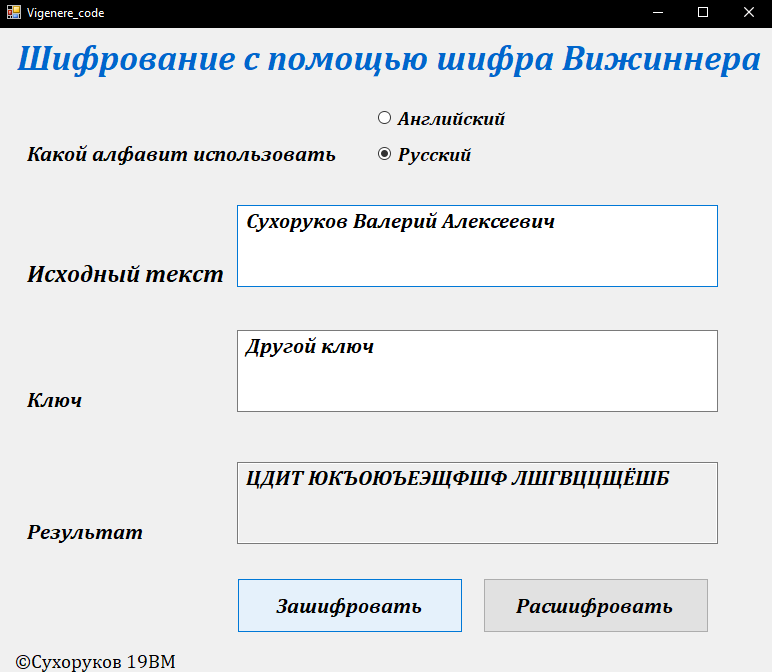 Vigenere_code
Шифрование с помощью шифра Вижиннера
Английский
Какой алфавит использовать
Русский
Исходный текст
Сухоруков Валерий Алексеевич
Ключ
Другой ключ
Результат
ЦДИТ ЮКЪОЮЪЕЭЩФШФ ЛШГВЦЦЩЁШБ
Зашифровать
Расшифровать
©Сухоруков 19ВМ